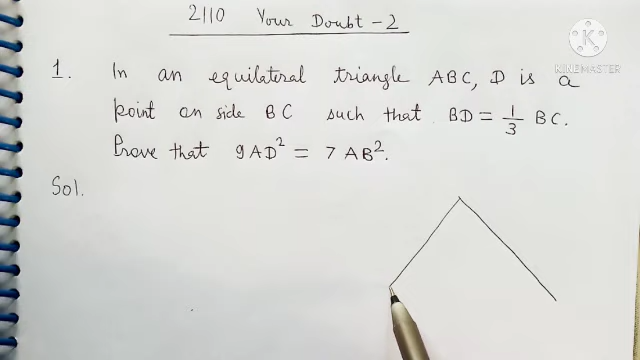 2110 Your Doubt - 2
KINEMASTER
1. In an equilateral triangle ABC, D is a
point on side BC such that BD = 1/3 BC.
Prove that 9AD² = 7AB².
Sol.